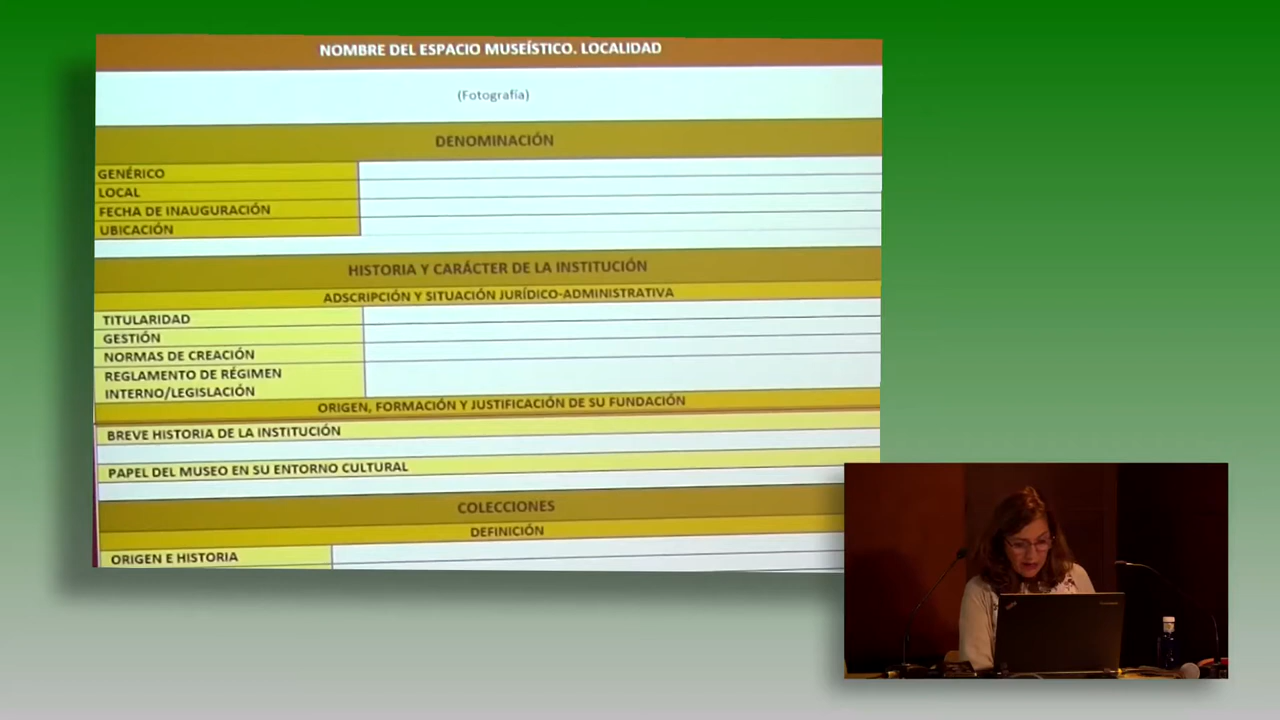 NOMBRE DEL ESPACIO MUSEÍSTICO. LOCALIDAD
(Fotografía)
DENOMINACIÓN
GENÉRICO
LOCAL
FECHA DE INAUGURACIÓN
UBICACIÓN
HISTORIA Y CARÁCTER DE LA INSTITUCIÓN
ADSCRIPCIÓN Y SITUACIÓN JURÍDICO-ADMINISTRATIVA
TITULARIDAD
GESTIÓN
NORMAS DE CREACIÓN
REGLAMENTO DE RÉGIMEN
INTERNO/LEGISLACIÓN
ORIGEN, FORMACIÓN Y JUSTIFICACIÓN DE SU FUNDACIÓN
BREVE HISTORIA DE LA INSTITUCIÓN
PAPEL DEL MUSEO EN SU ENTORNO CULTURAL
COLECCIONES
DEFINICIÓN
ORIGEN E HISTORIA